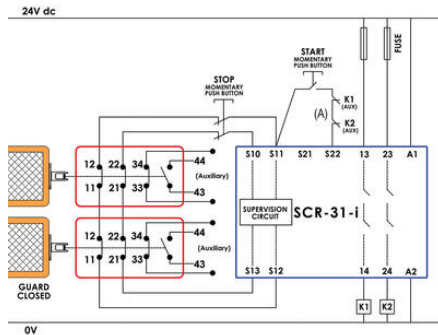 24V dc
START
MOMENTARY
PUSH BUTTON
FUSE
STOP
MOMENTARY
PUSH BUTTON
K1
(AUX)
(A)
K2
(AUX)
12 22 34
44
(Auxiliary)
11 21 33
43
S10 S11 S21 S22 13 23 A1
SUPERVISION
CIRCUIT
SCR-31-i
12 22 34
44
(Auxiliary)
11 21 33
43
S13 S12 14 24 A2
GUARD
CLOSED
K1 K2
0V